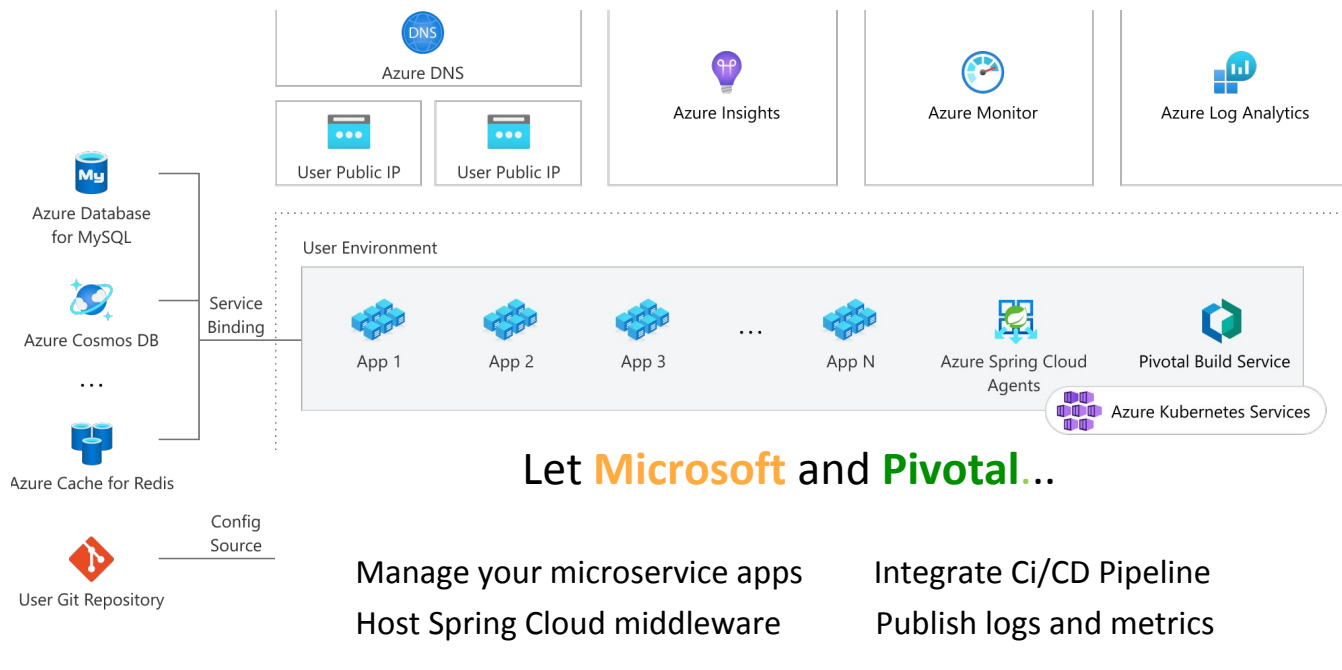 DNS
Azure DNS
User Public IP
User Public IP
Azure Insights
Azure Monitor
Azure Log Analytics
My
Azure Database
for MySQL
Azure Cosmos DB
...
Azure Cache for Redis
Service
Binding
User Environment
App 1
App 2
App 3
...
App N
Azure Spring Cloud
Agents
Pivotal Build Service
Azure Kubernetes Services
Let Microsoft and Pivotal...
Config
Source
User Git Repository
Manage your microservice apps
Integrate Ci/CD Pipeline
Host Spring Cloud middleware
Publish logs and metrics